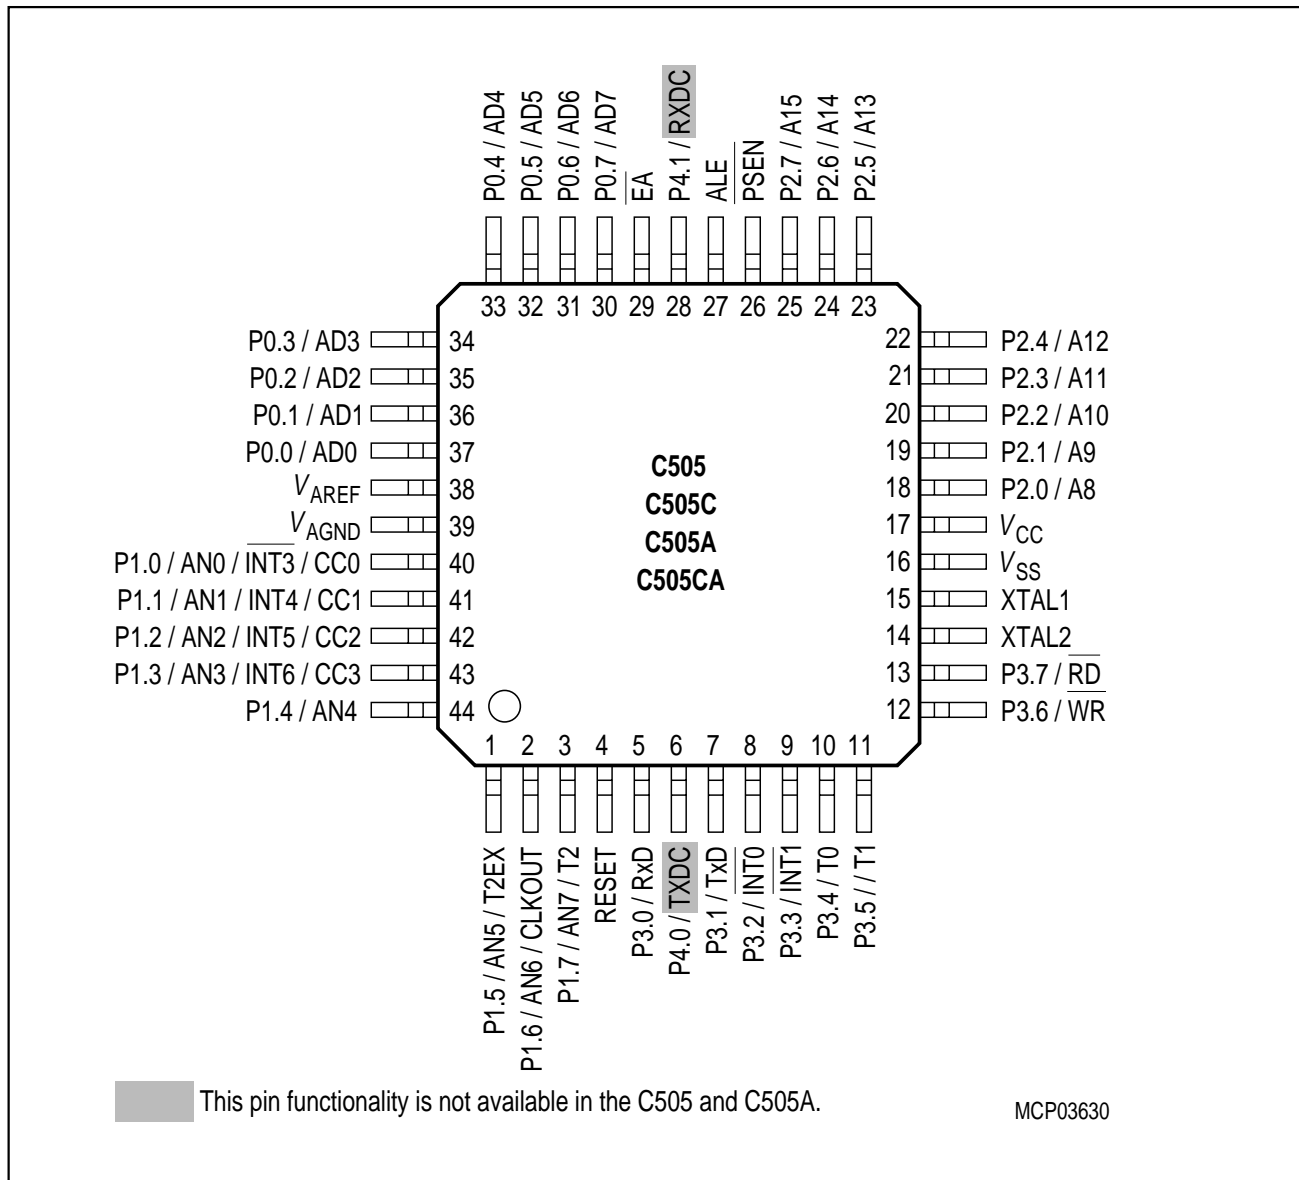 P0.4 / AD4
P0.5 / AD5
P0.6 / AD6
P0.7 / AD7
EA
P4.1 / RXDC
ALE
PSEN
P2.7 / A15
P2.6 / A14
P2.5 / A13
33 32 31 30 29 28 27 26 25 24 23
P0.3 / AD3 34
P0.2 / AD2 35
P0.1 / AD1 36
P0.0 / AD0 37
VAREF 38
VAGND 39
P1.0 / AN0 / INT3 / CC0 40
P1.1 / AN1 / INT4 / CC1 41
P1.2 / AN2 / INT5 / CC2 42
P1.3 / AN3 / INT6 / CC3 43
P1.4 / AN4 44
C505
C505C
C505A
C505CA
22 P2.4 / A12
21 P2.3 / A11
20 P2.2 / A10
19 P2.1 / A9
18 P2.0 / A8
17 VCC
16 VSS
15 XTAL1
14 XTAL2
13 P3.7 / RD
12 P3.6 / WR
1 2 3 4 5 6 7 8 9 10 11
P1.5 / AN5 / T2EX
P1.6 / AN6 / CLKOUT
P1.7 / AN7 / T2
RESET
P3.0 / RxD
P4.0 / TXDC
P3.1 / TxD
P3.2 / INT0
P3.3 / INT1
P3.4 / T0
P3.5 / / T1
This pin functionality is not available in the C505 and C505A.
MCP03630